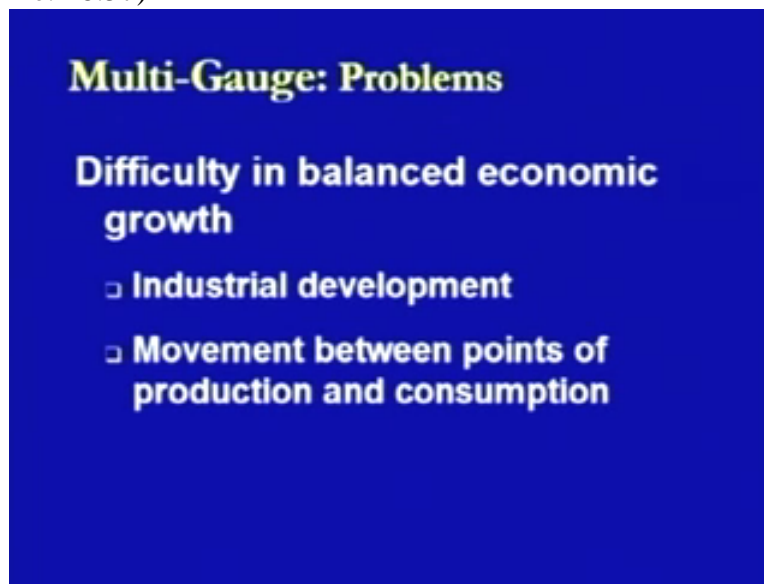 Multi-Gauge: Problems
Difficulty in balanced economic
growth
Industrial development
Movement between points of
production and consumption